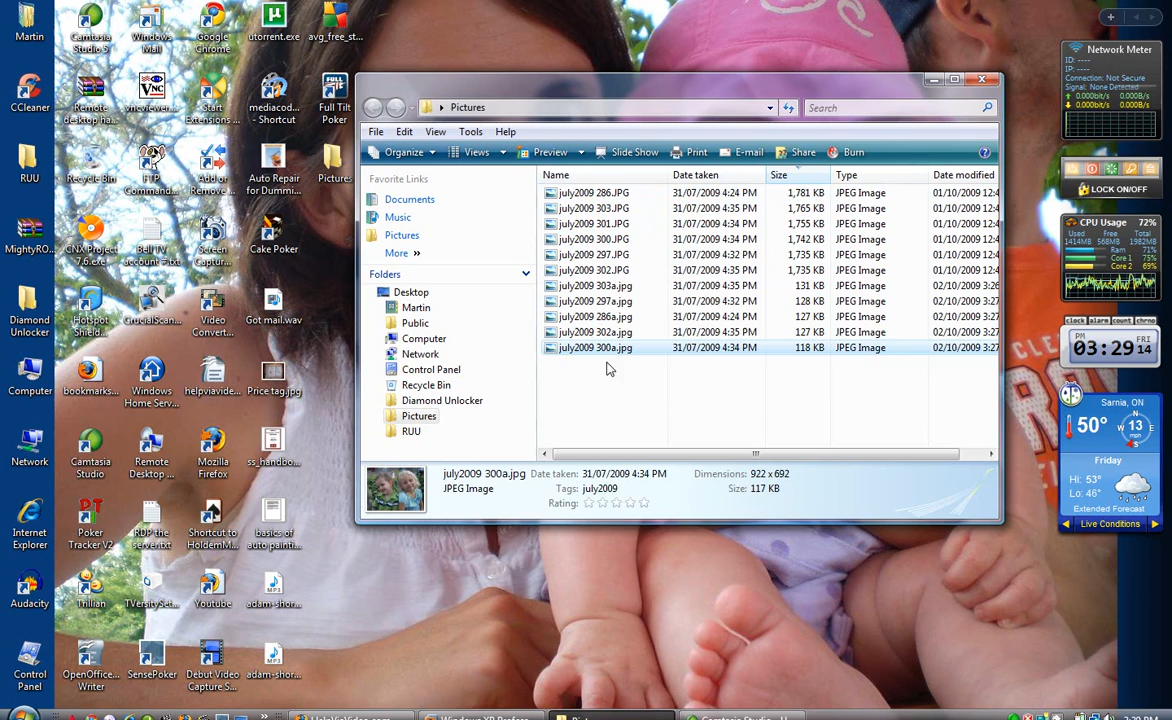 Martin
Camtasia
Studio 5
Windows
Mail
Google
Chrome
utorrent.exe
avg_free_st...
CCleaner
Remote
desktop ha...
vncviewer....
Start
Extensions ...
mediacod...
- Shortcut
Full Tilt
Poker
RUU
Recycle Bin
FTP
Command...
Add or
Remove ...
Auto Repair
for Dummi...
Pictures
MightyRO...
CNX Project
7.6.exe
Bell TV
account #.txt
Screen
Captur...
Cake Poker
Diamond
Unlocker
Hotspot
Shield...
CrucialScan...
Video
Convert...
Got mail.wav
Computer
bookmarks...
Windows
Home Serv...
helpviavide...
Price tag.jpg
Network
Camtasia
Studio
Remote
Desktop ...
Mozilla
Firefox
ss_handbo...
Internet
Explorer
Poker
Tracker V2
RDP the
server.txt
Shortcut to
HoldemM...
basics of
auto painti...
Audacity
Trillian
TVersitySet...
Youtube
adam-shor...
Control
Panel
OpenOffice...
Writer
SensePoker
Debut Video
Capture S...
adam-shor...
Pictures
Search
File Edit View Tools Help
Organize Views Preview Slide Show Print E-mail Share Burn
Favorite Links
Documents
Music
Pictures
More »
Folders
Desktop
Martin
Public
Computer
Network
Control Panel
Recycle Bin
Diamond Unlocker
Pictures
RUU
Name Date taken Size Type Date modified
july2009 286.JPG 31/07/2009 4:24 PM 1,781 KB JPEG Image 01/10/2009 12:4
july2009 303.JPG 31/07/2009 4:35 PM 1,765 KB JPEG Image 01/10/2009 12:4
july2009 301.JPG 31/07/2009 4:34 PM 1,755 KB JPEG Image 01/10/2009 12:4
july2009 300.JPG 31/07/2009 4:34 PM 1,742 KB JPEG Image 01/10/2009 12:4
july2009 297.JPG 31/07/2009 4:32 PM 1,735 KB JPEG Image 01/10/2009 12:4
july2009 302.JPG 31/07/2009 4:35 PM 1,735 KB JPEG Image 01/10/2009 12:4
july2009 303a.jpg 31/07/2009 4:35 PM 131 KB JPEG Image 02/10/2009 3:26
july2009 297a.jpg 31/07/2009 4:32 PM 128 KB JPEG Image 02/10/2009 3:27
july2009 286a.jpg 31/07/2009 4:24 PM 127 KB JPEG Image 02/10/2009 3:27
july2009 302a.jpg 31/07/2009 4:35 PM 127 KB JPEG Image 02/10/2009 3:27
july2009 300a.jpg 31/07/2009 4:34 PM 118 KB JPEG Image 02/10/2009 3:27
july2009 300a.jpg Date taken: 31/07/2009 4:34 PM Dimensions: 922 x 692
JPEG Image Tags: july2009 Size: 117 KB
Rating:
Network Meter
ID: ----
IP: ----
Connection: Not Secure
Signal: None Detected
0.000bit/s 0.000B/s
0.000bit/s 0.000B/s
LOCK ON/OFF
CPU Usage 72%
Used Free Total
1414MB 568MB 1982MB
Ram 71%
Core 1 75%
Core 2 69%
clock alarm count chrno
PM 03:29 FRI 14
Sarnia, ON
50° W N E S 13 mph
Friday
Hi: 53°
Lo: 46°
Extended Forecast
Live Conditions